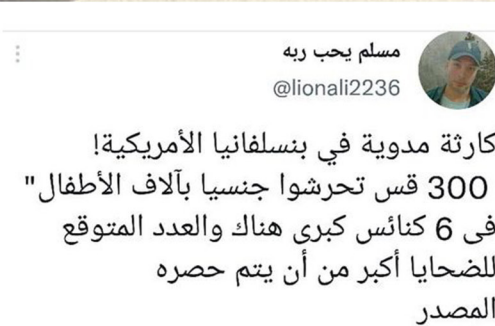 مسلم يحب ربه
@lionali2236
كارثة مدوية في بنسلفانيا الأمريكية!
300 قس تحرشوا جنسيا بآلاف الأطفال"
فى 6 كنائس كبرى هناك والعدد المتوقع
للضحايا أكبر من أن يتم حصره
المصدر